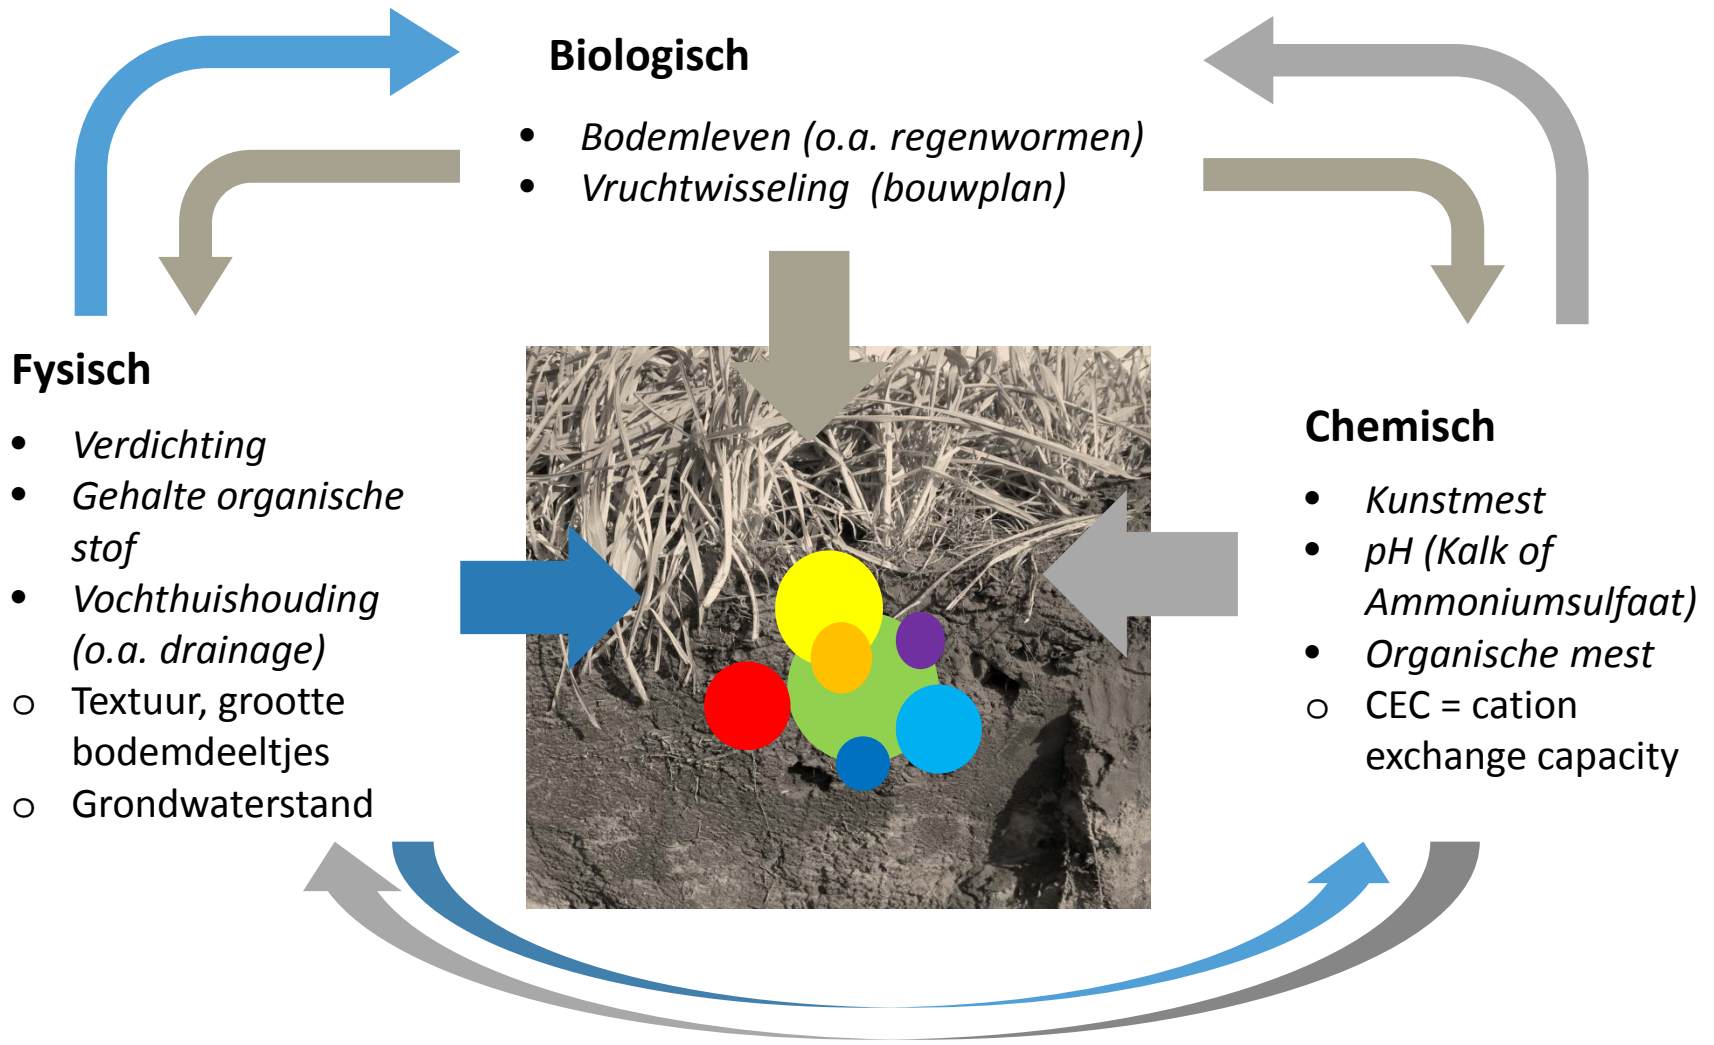 Biologisch
• Bodemleven (o.a. regenwormen)
• Vruchtwisseling (bouwplan)
Fysisch
• Verdichting
• Gehalte organische
stof
• Vochthuishouding
(o.a. drainage)
o Textuur, grootte
bodemdeeltjes
o Grondwaterstand
Chemisch
• Kunstmest
• pH (Kalk of
Ammoniumsulfaat)
• Organische mest
o CEC = cation
exchange capacity